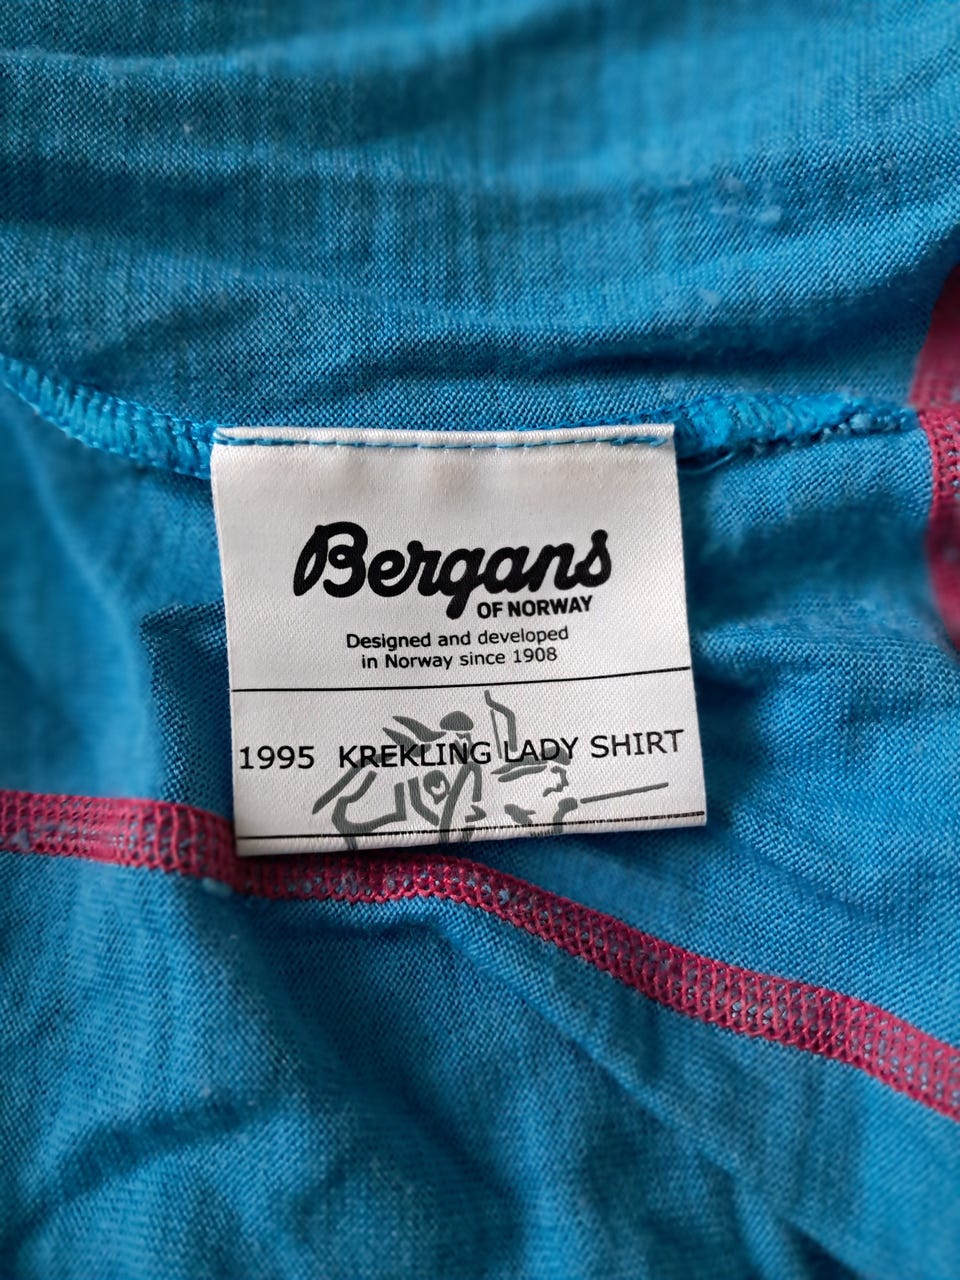 Bergans
OF NORWAY
Designed and developed
in Norway since 1908
1995 KREKLING LADY SHIRT